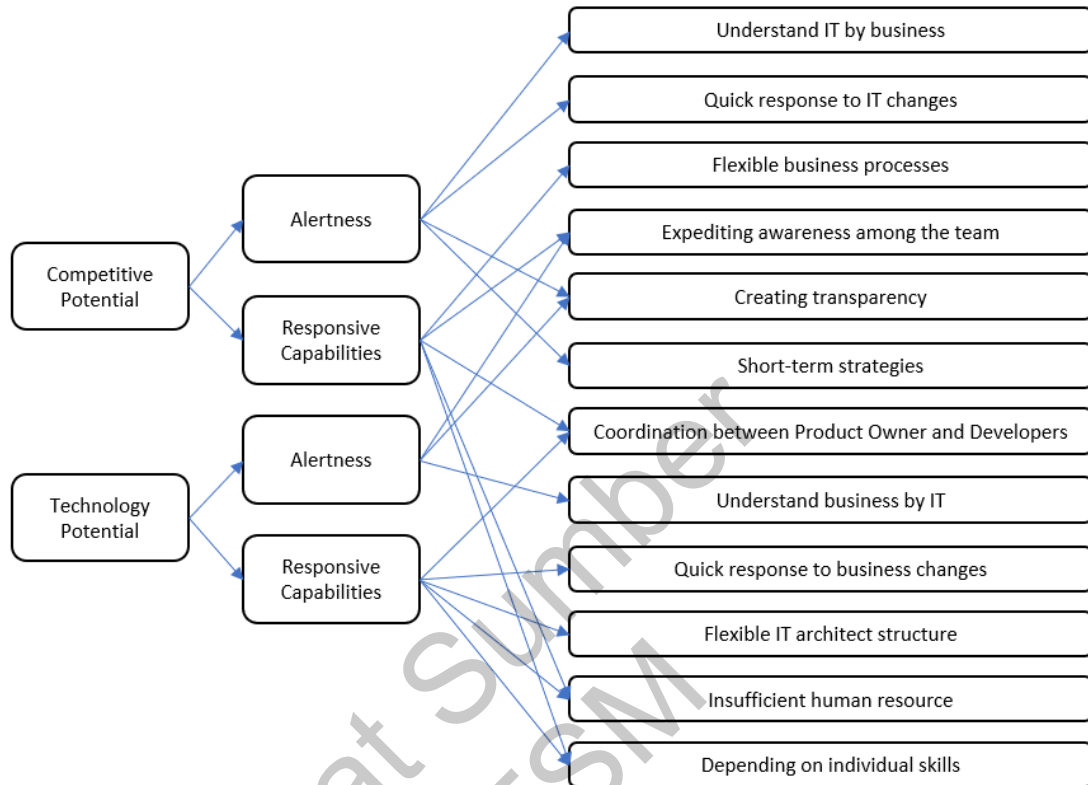 Competitive
Potential
Technology
Potential
Alertness
Responsive
Capabilities
Alertness
Responsive
Capabilities
Understand IT by business
Quick response to IT changes
Flexible business processes
Expediting awareness among the team
Creating transparency
Short-term strategies
Coordination between Product Owner and Developers
Understand business by IT
Quick response to business changes
Flexible IT architect structure
Insufficient human resource
Depending on individual skills
at Sumber